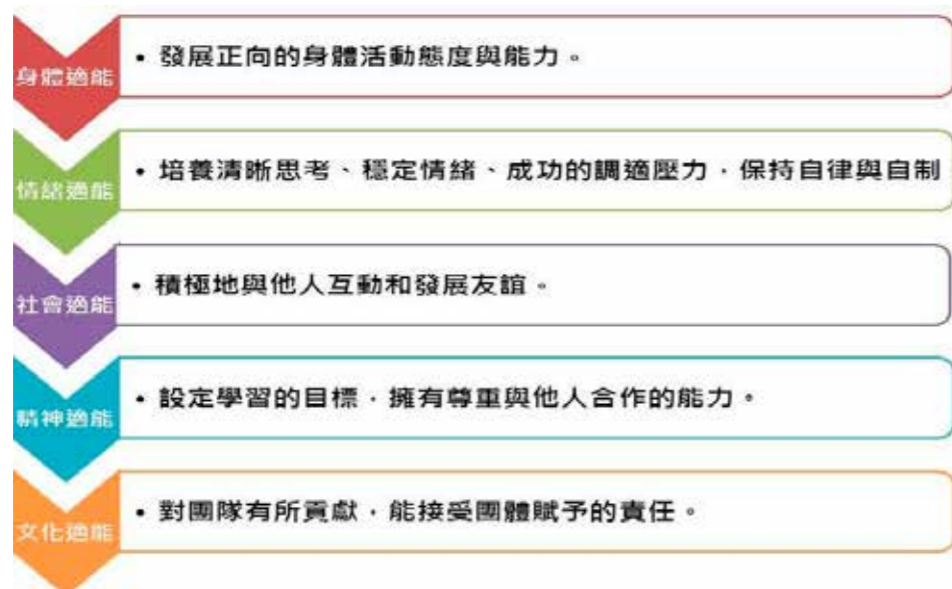 身體適能
• 發展正向的身體活動態度與能力。
情緒適能
• 培養清晰思考、穩定情緒、成功的調適壓力，保持自律與自制
社會適能
• 積極地與他人互動和發展友誼。
精神適能
• 設定學習的目標，擁有尊重與他人合作的能力。
文化適能
• 對團隊有所貢獻，能接受團體賦予的責任。